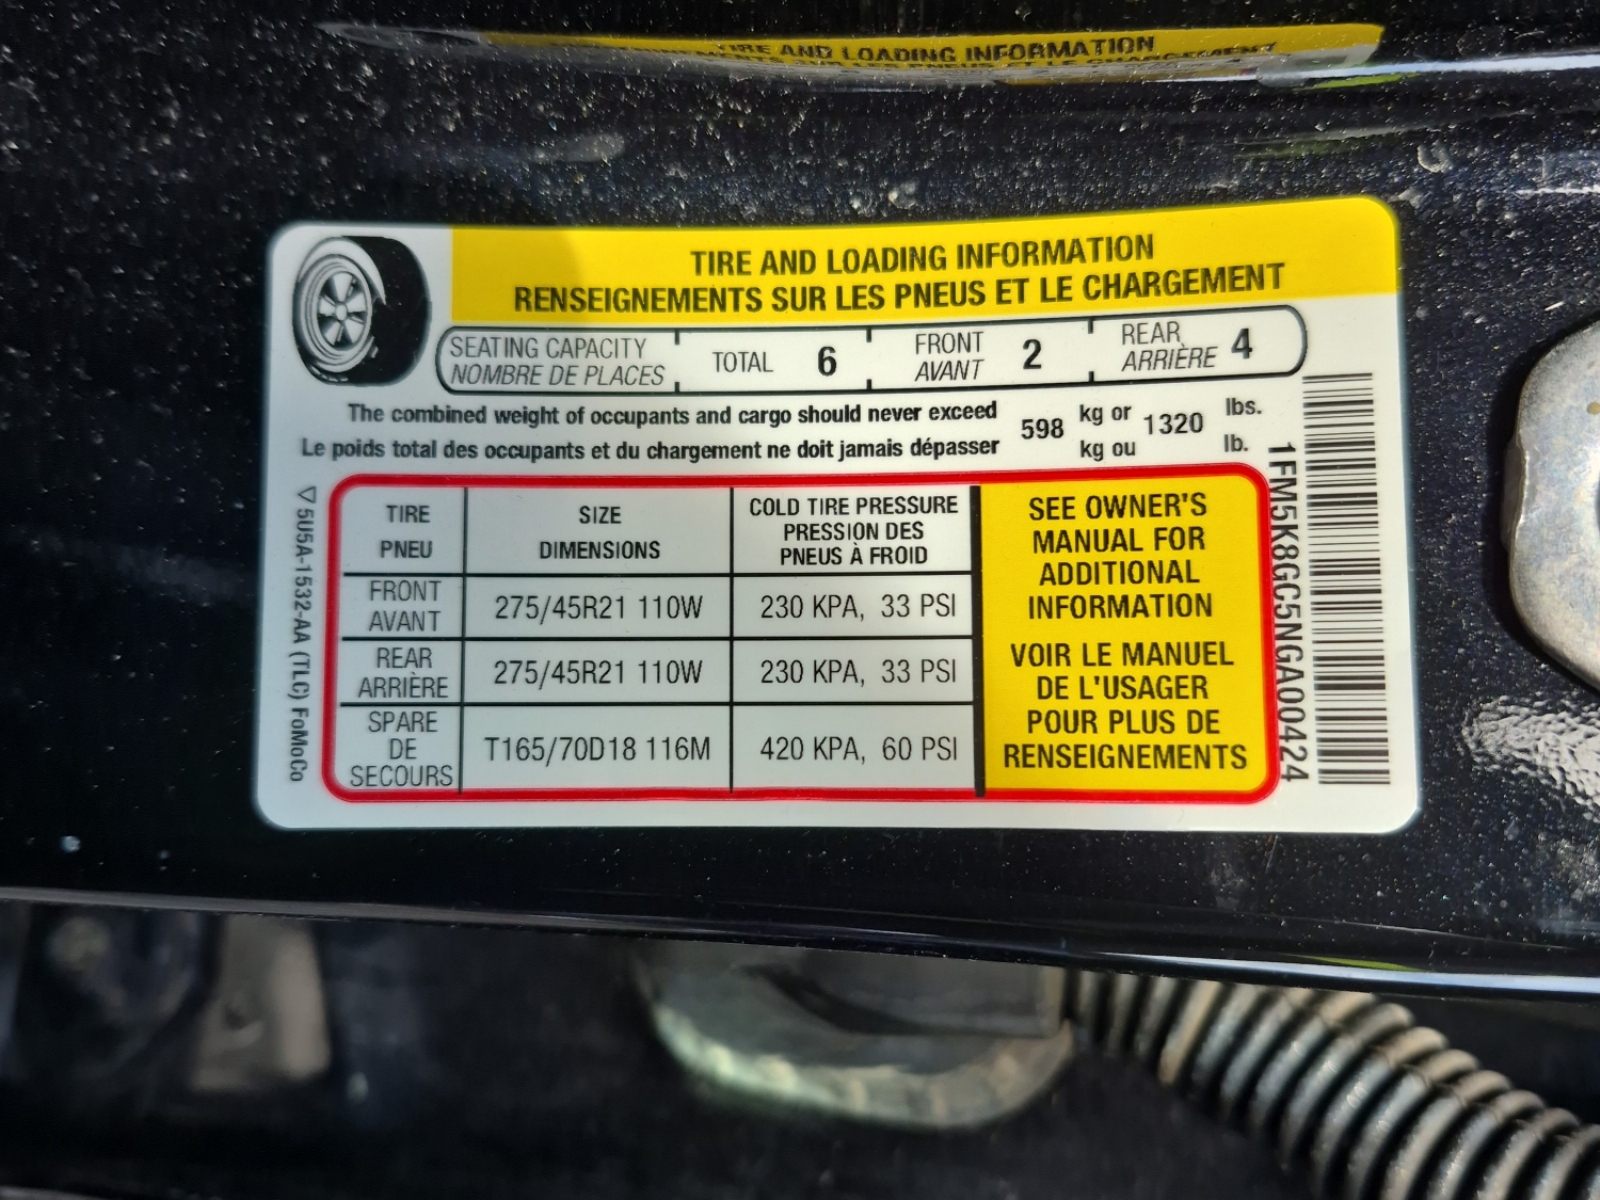 TIRE AND LOADING INFORMATION
TIRE AND LOADING INFORMATION
RENSEIGNEMENTS SUR LES PNEUS ET LE CHARGEMENT
SEATING CAPACITY
NOMBRE DE PLACES
TOTAL 6
FRONT
AVANT
2
REAR
ARRIÈRE
4
The combined weight of occupants and cargo should never exceed 598 kg or 1320 lbs.
Le poids total des occupants et du chargement ne doit jamais dépasser kg ou lb.
TIRE
PNEU
SIZE
DIMENSIONS
COLD TIRE PRESSURE
PRESSION DES
PNEUS À FROID
FRONT
AVANT
275/45R21 110W
230 KPA, 33 PSI
REAR
ARRIÈRE
275/45R21 110W
230 KPA, 33 PSI
SPARE
DE
SECOURS
T165/70D18 116M
420 KPA, 60 PSI
SEE OWNER'S
MANUAL FOR
ADDITIONAL
INFORMATION
VOIR LE MANUEL
DE L'USAGER
POUR PLUS DE
RENSEIGNEMENTS
5U5A-1532-AA (TLC) FoMoCo
1FM5K8GC5NGA00424